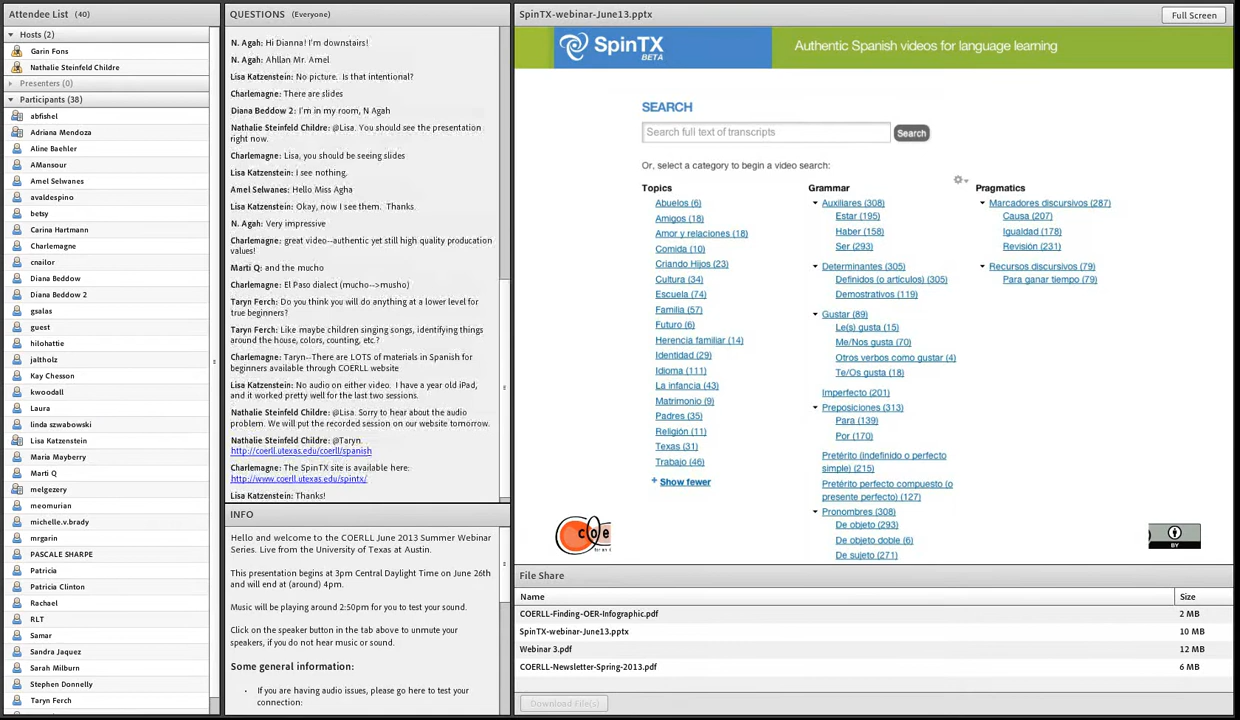 Attendee List (40)
Hosts (2)
Garin Fons
Nathalie Steinfeld Childre
Presenters (0)
Participants (38)
abfishel
Adriana Mendoza
Aline Baehler
AMansour
Amel Selwanes
avaldespino
betsy
Carina Hartmann
Charlemagne
cnailor
Diana Beddow
Diana Beddow 2
gsalas
guest
hilohattie
jaltholz
Kay Chesson
kwoodall
Laura
linda szwabowski
Lisa Katzenstein
Maria Mayberry
Marti Q
melgezery
meomurian
michelle.v.brady
mrgarin
PASCALE SHARPE
Patricia
Patricia Clinton
Rachael
RLT
Samar
Sandra Jaquez
Sarah Milburn
Stephen Donnelly
Taryn Ferch
QUESTIONS (Everyone)
N. Agah: Hi Dianna! I'm downstairs!
N. Agah: Ahllan Mr. Amel
Lisa Katzenstein: No picture. Is that intentional?
Charlemagne: There are slides
Diana Beddow 2: I'm in my room, N Agah
Nathalie Steinfeld Childre: @Lisa. You should see the presentation
right now.
Charlemagne: Lisa, you should be seeing slides
Lisa Katzenstein: I see nothing.
Amel Selwanes: Hello Miss Agha
Lisa Katzenstein: Okay, now I see them. Thanks.
N. Agah: Very impressive
Charlemagne: great video--authentic yet still high quality producation
values!
Marti Q: and the mucho
Charlemagne: El Paso dialect (mucho-->musho)
Taryn Ferch: Do you think you will do anything at a lower level for
true beginners?
Taryn Ferch: Like maybe children singing songs, identifying things
around the house, colors, counting, etc.?
Charlemagne: Taryn--There are LOTS of materials in Spanish for
beginners available through COERLL website
Lisa Katzenstein: No audio on either video. I have a year old iPad,
and it worked pretty well for the last two sessions.
Nathalie Steinfeld Childre: @Lisa. Sorry to hear about the audio
problem. We will put the recorded session on our website tomorrow.
Nathalie Steinfeld Childre: @Taryn.
http://coerll.utexas.edu/coerll/spanish
Charlemagne: The SpinTX site is available here:
http://www.coerll.utexas.edu/spintx/
Lisa Katzenstein: Thanks!
INFO
Hello and welcome to the COERLL June 2013 Summer Webinar
Series. Live from the University of Texas at Austin.
This presentation begins at 3pm Central Daylight Time on June 26th
and will end at (around) 4pm.
Music will be playing around 2:50pm for you to test your sound.
Click on the speaker button in the tab above to unmute your
speakers, if you do not hear music or sound.
Some general information:
If you are having audio issues, please go here to test your
connection:
SpinTX-webinar-June13.pptx
Full Screen
SpinTX
BETA
Authentic Spanish videos for language learning
SEARCH
Search full text of transcripts
Search
Or, select a category to begin a video search:
Topics
Abuelos (6)
Amigos (18)
Amor y relaciones (18)
Comida (10)
Criando Hijos (23)
Cultura (34)
Escuela (74)
Familia (57)
Futuro (6)
Herencia familiar (14)
Identidad (29)
Idioma (111)
La infancia (43)
Matrimonio (9)
Padres (35)
Religión (11)
Texas (31)
Trabajo (46)
Show fewer
Grammar
Auxiliares (308)
Estar (195)
Haber (158)
Ser (293)
Determinantes (305)
Definidos (o artículos) (305)
Demostrativos (119)
Gustar (89)
Le(s) gusta (15)
Me/Nos gusta (70)
Otros verbos como gustar (4)
Te/Os gusta (18)
Imperfecto (201)
Preposiciones (313)
Para (139)
Por (170)
Pretérito (indefinido o perfecto
simple) (215)
Pretérito perfecto compuesto (o
presente perfecto) (127)
Pronombres (308)
De objeto (293)
De objeto doble (6)
De sujeto (271)
Pragmatics
Marcadores discursivos (287)
Causa (207)
Igualdad (178)
Revisión (231)
Recursos discursivos (79)
Para ganar tiempo (79)
coe
BY
File Share
Name Size
COERLL-Finding-OER-Infographic.pdf 2 MB
SpinTX-webinar-June13.pptx 10 MB
Webinar 3.pdf 12 MB
COERLL-Newsletter-Spring-2013.pdf 6 MB
Download File(s)